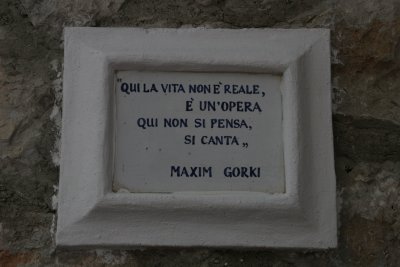 „QUI LA VITA NON E' REALE,
E' UN'OPERA
QUI NON SI PENSA,
SI CANTA„
MAXIM GORKI